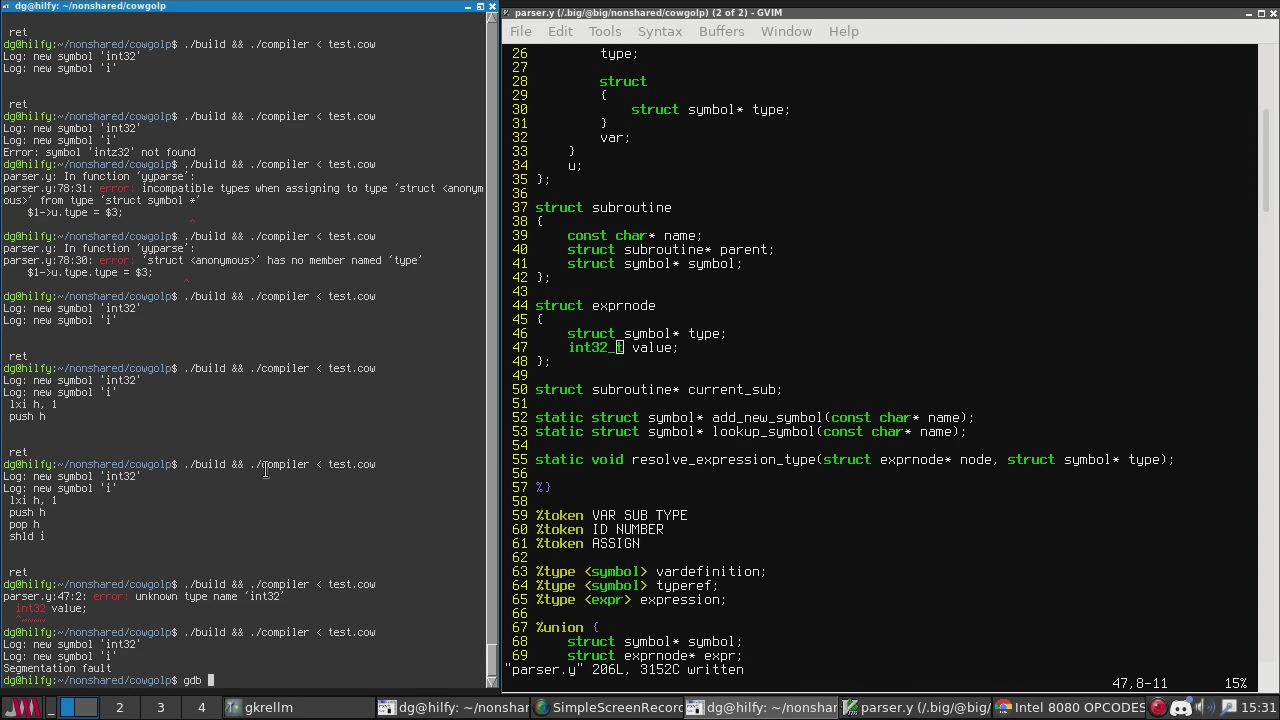 dg@hilfy: ~/nonshared/cowgolp
ret
dg@hilfy:~/nonshared/cowgolp$ ./build && ./compiler < test.cow
Log: new symbol 'int32'
Log: new symbol 'i'
ret
dg@hilfy:~/nonshared/cowgolp$ ./build && ./compiler < test.cow
Log: new symbol 'int32'
Log: new symbol 'i'
Error: symbol 'intz32' not found
dg@hilfy:~/nonshared/cowgolp$ ./build && ./compiler < test.cow
parser.y: In function ‘yyparse’:
parser.y:78:31: error: incompatible types when assigning to type ‘struct <anonym
ous>’ from type ‘struct symbol *’
$1->u.type = $3;
^
dg@hilfy:~/nonshared/cowgolp$ ./build && ./compiler < test.cow
parser.y: In function ‘yyparse’:
parser.y:78:30: error: ‘struct <anonymous>’ has no member named ‘type’
$1->u.type.type = $3;
^
dg@hilfy:~/nonshared/cowgolp$ ./build && ./compiler < test.cow
Log: new symbol 'int32'
Log: new symbol 'i'
ret
dg@hilfy:~/nonshared/cowgolp$ ./build && ./compiler < test.cow
Log: new symbol 'int32'
Log: new symbol 'i'
lxi h, 1
push h
ret
dg@hilfy:~/nonshared/cowgolp$ ./build && ./compiler < test.cow
Log: new symbol 'int32'
Log: new symbol 'i'
lxi h, 1
push h
pop h
shld i
ret
dg@hilfy:~/nonshared/cowgolp$ ./build && ./compiler < test.cow
parser.y:47:2: error: unknown type name ‘int32’
int32 value;
^~~~~
dg@hilfy:~/nonshared/cowgolp$ ./build && ./compiler < test.cow
Log: new symbol 'int32'
Log: new symbol 'i'
Segmentation fault
dg@hilfy:~/nonshared/cowgolp$ gdb
parser.y (/.big/@big/nonshared/cowgolp) (2 of 2) - GVIM
File Edit Tools Syntax Buffers Window Help
26 type;
27
28 struct
29 {
30 struct symbol* type;
31 }
32 var;
33 }
34 u;
35 };
36
37 struct subroutine
38 {
39 const char* name;
40 struct subroutine* parent;
41 struct symbol* symbol;
42 };
43
44 struct exprnode
45 {
46 struct symbol* type;
47 int32_t value;
48 };
49
50 struct subroutine* current_sub;
51
52 static struct symbol* add_new_symbol(const char* name);
53 static struct symbol* lookup_symbol(const char* name);
54
55 static void resolve_expression_type(struct exprnode* node, struct symbol* type);
56
57 %}
58
59 %token VAR SUB TYPE
60 %token ID NUMBER
61 %token ASSIGN
62
63 %type <symbol> vardefinition;
64 %type <symbol> typeref;
65 %type <expr> expression;
66
67 %union {
68 struct symbol* symbol;
69 struct exprnode* expr;
"parser.y" 206L, 3152C written
47,8-11 15%
2 3 4 gkrellm dg@hilfy: ~/nonshar SimpleScreenRecor dg@hilfy: ~/nonshar parser.y (/.big/@big/ Intel 8080 OPCODES 15:31